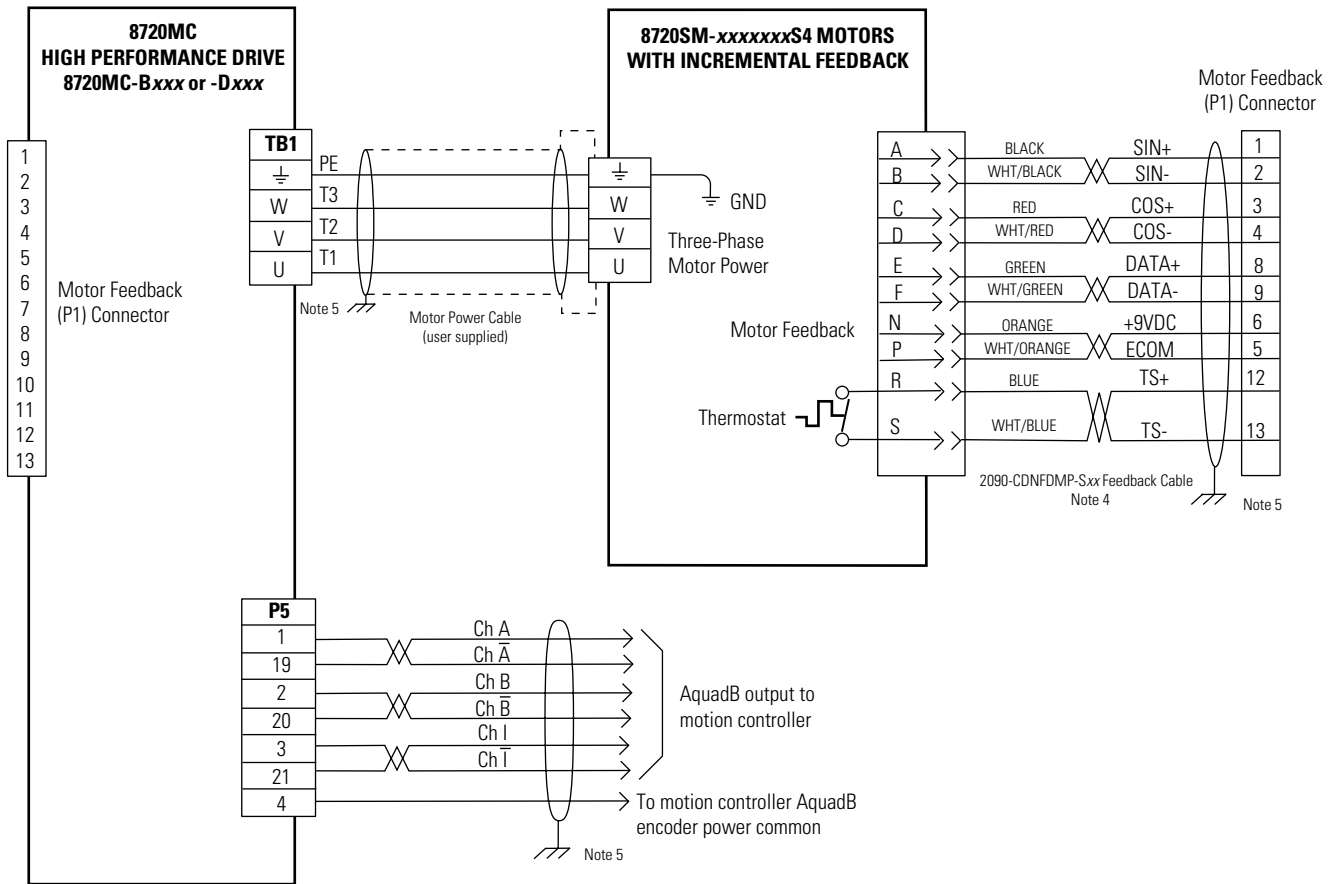 8720MC
HIGH PERFORMANCE DRIVE
8720MC-Bxxx or -Dxxx
1
2
3
4
5
6
7
8
9
10
11
12
13
Motor Feedback
(P1) Connector
TB1
W
V
U
PE
T3
T2
T1
Note 5
Motor Power Cable
(user supplied)
8720SM-xxxxxxxS4 MOTORS
WITH INCREMENTAL FEEDBACK
W
V
U
GND
Three-Phase
Motor Power
Motor Feedback
Thermostat
A BLACK SIN+ 1
B WHT/BLACK SIN- 2
C RED COS+ 3
D WHT/RED COS- 4
E GREEN DATA+ 8
F WHT/GREEN DATA- 9
N ORANGE +9VDC 6
P WHT/ORANGE ECOM 5
R BLUE TS+ 12
S WHT/BLUE TS- 13
Motor Feedback
(P1) Connector
2090-CDNFDMP-Sxx Feedback Cable
Note 4
Note 5
P5
1 Ch A
19 Ch A̅
2 Ch B
20 Ch B̅
3 Ch I
21 Ch I̅
4
AquadB output to
motion controller
To motion controller AquadB
encoder power common
Note 5